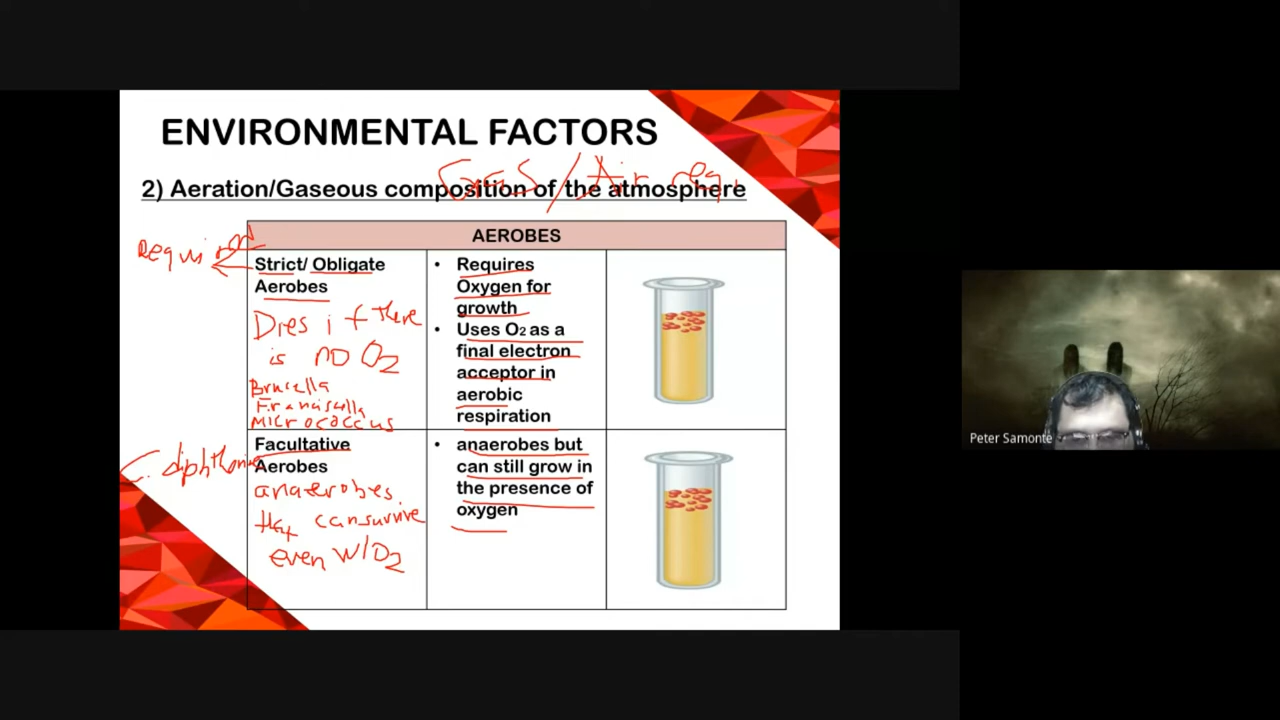 ENVIRONMENTAL FACTORS
Gases / Air req.
2) Aeration/Gaseous composition of the atmosphere
AEROBES
Required
Strict/ Obligate
Aerobes
Dies if there
is no O2
Brucella
Francisella
Micrococcus
• Requires
Oxygen for
growth
• Uses O2 as a
final electron
acceptor in
aerobic
respiration
C. diphtheriae
Facultative
Aerobes
anaerobes
that can survive
even w/O2
• anaerobes but
can still grow in
the presence of
oxygen
Peter Samonte